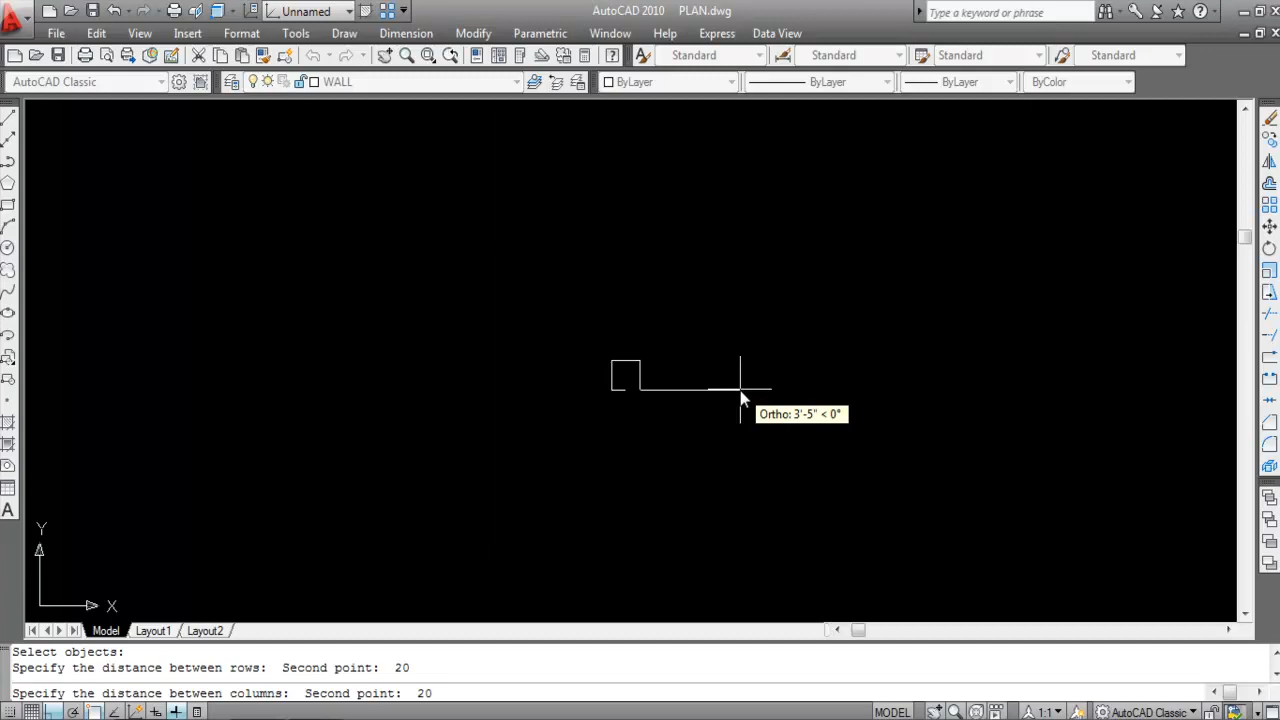 Unnamed
AutoCAD 2010 PLAN.dwg
Type a keyword or phrase
File Edit View Insert Format Tools Draw Dimension Modify Parametric Window Help Express Data View
Standard Standard Standard Standard
AutoCAD Classic WALL ByLayer ByLayer ByLayer ByColor
Ortho: 3'-5" < 0°
Y
X
Model Layout1 Layout2
Select objects:
Specify the distance between rows: Second point: 20
Specify the distance between columns: Second point: 20
MODEL 1:1 AutoCAD Classic
A